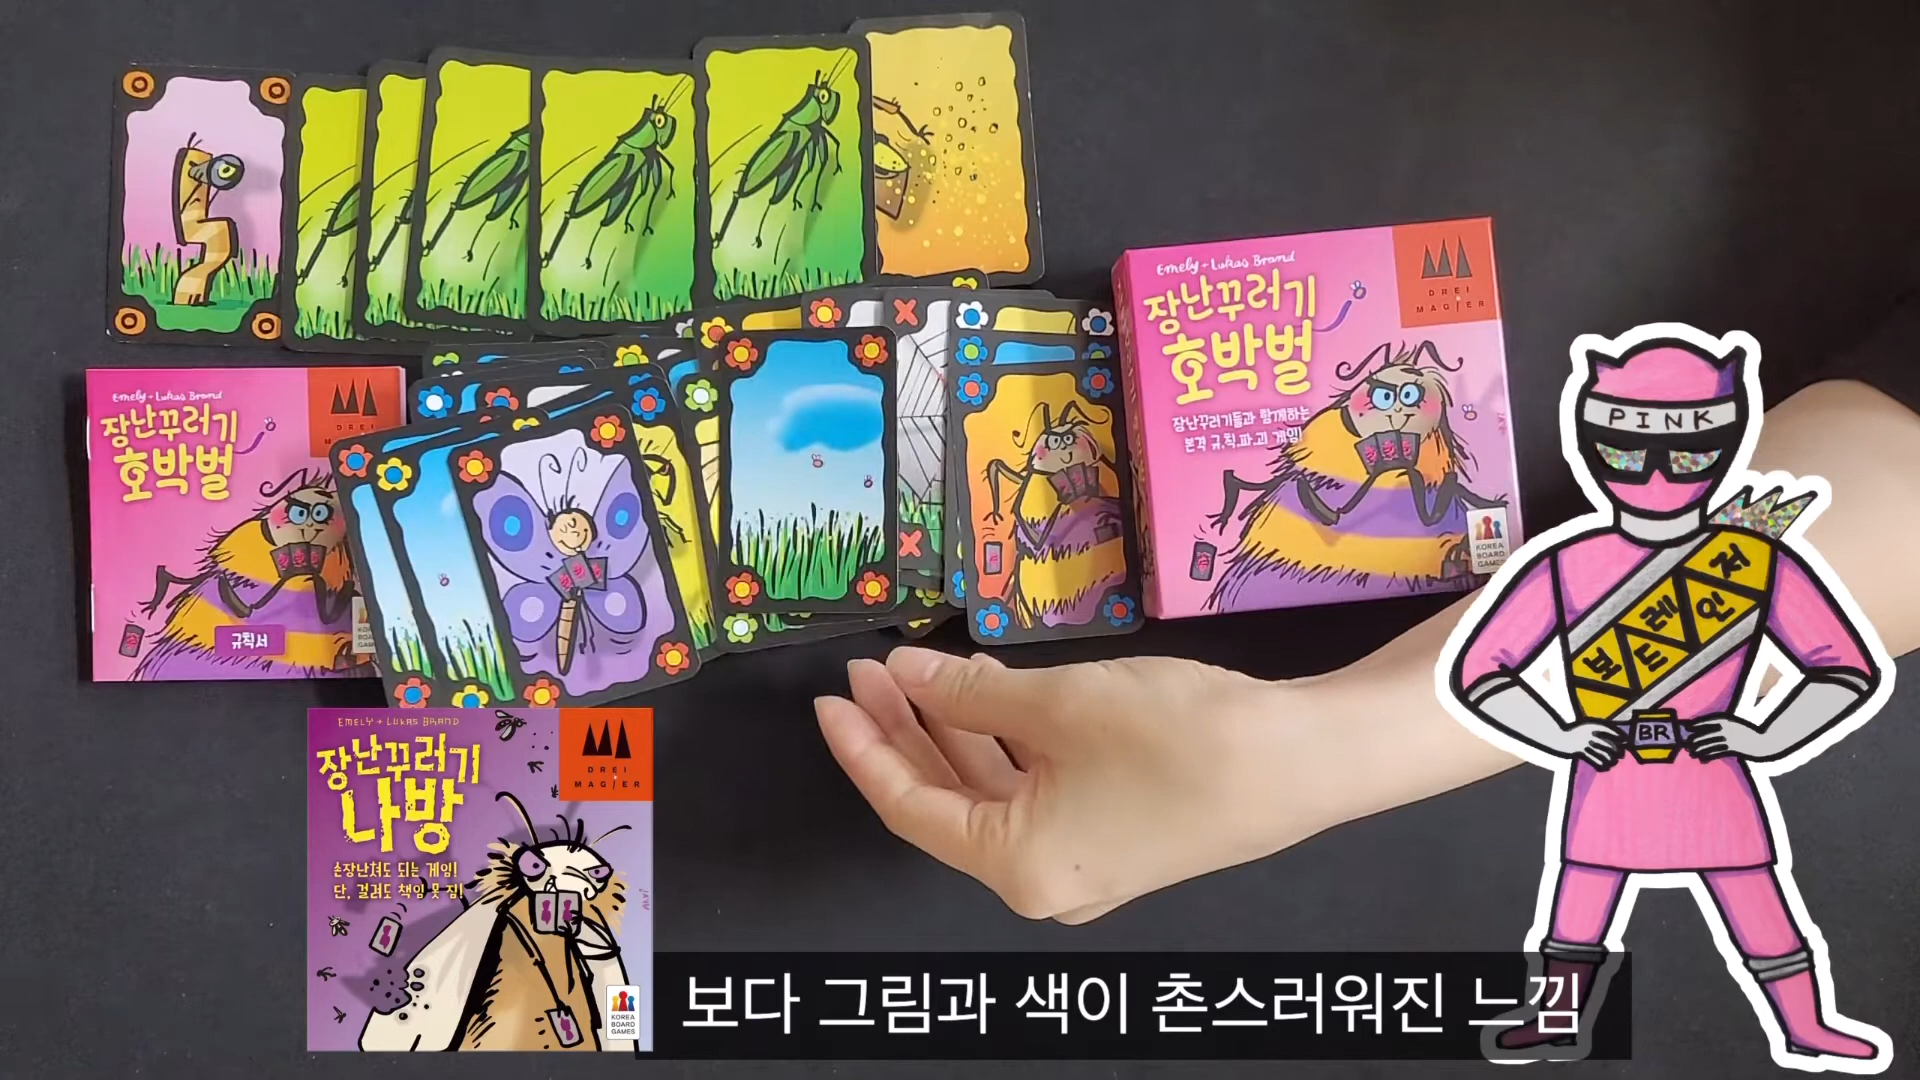 Emely + Lukas Brand
장난꾸러기
호박벌
DREI
MAGIER
장난꾸러기들과 함께하는
본격 규.칙.파.괴 게임!
KOREA
BOARD
GAMES
Emely + Lukas Brand
장난꾸러기
호박벌
DREI
규칙서
PINK
보드레인저
BR
EMELY + LUKAS BRAND
장난꾸러기
나방
DREI
MAGIER
손장난쳐도 되는 게임!
단, 걸려도 책임 못 짐!
KOREA
BOARD
GAMES
보다 그림과 색이 촌스러워진 느낌